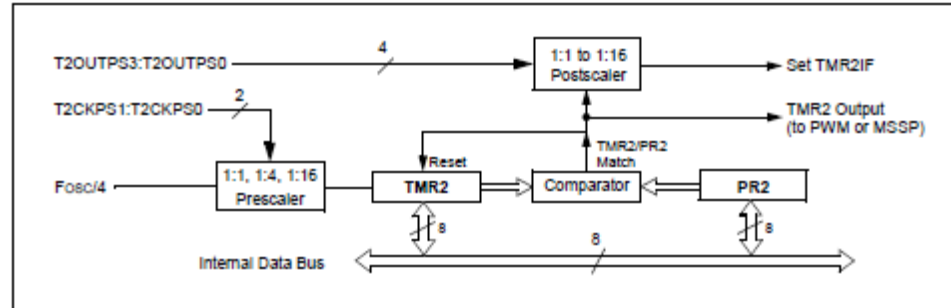 T2OUTPS3:T2OUTPS0
4
1:1 to 1:16
Postscaler
Set TMR2IF
T2CKPS1:T2CKPS0
2
TMR2 Output
(to PWM or MSSP)
TMR2/PR2
Match
Reset
Fosc/4
1:1, 1:4, 1:16
Prescaler
TMR2
Comparator
PR2
8
8
8
Internal Data Bus